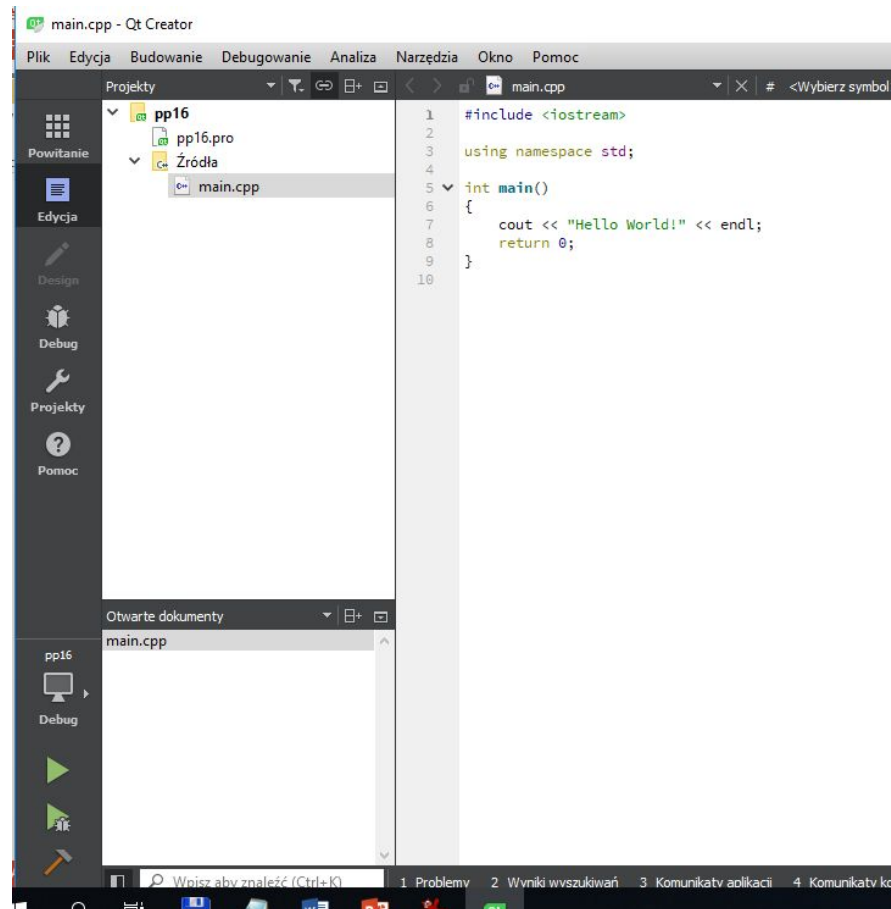 main.cpp - Qt Creator
Plik Edycja Budowanie Debugowanie Analiza Narzędzia Okno Pomoc
Projekty
main.cpp
# <Wybierz symbol
Powitanie
Edycja
Design
Debug
Projekty
Pomoc
pp16
pp16.pro
Źródła
main.cpp
1 #include <iostream>
2
3 using namespace std;
4
5 int main()
6 {
7 cout << "Hello World!" << endl;
8 return 0;
9 }
10
Otwarte dokumenty
main.cpp
pp16
Debug
Wpisz aby znaleźć (Ctrl+K)
1 Problemy 2 Wyniki wyszukiwań 3 Komunikaty aplikacji 4 Komunikaty ko